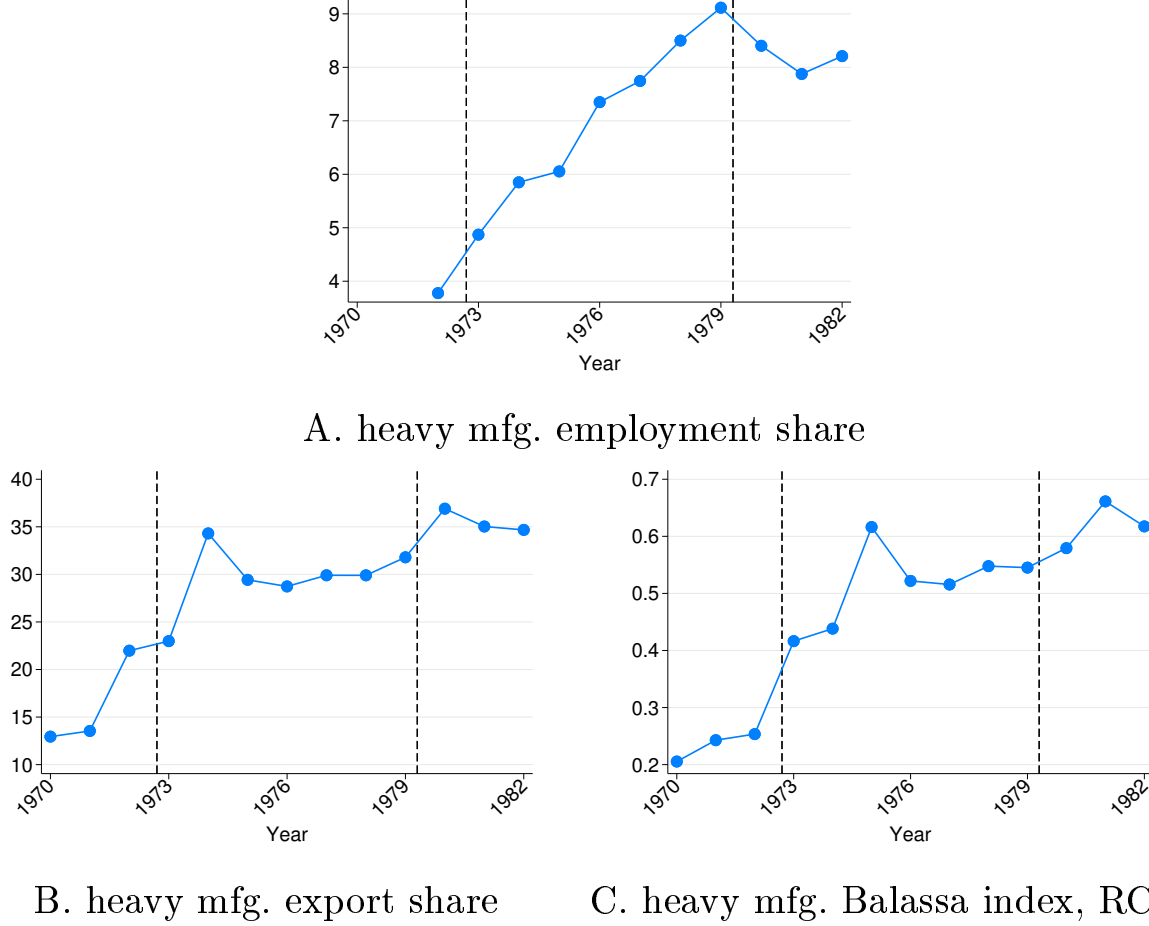 9
8
7
6
5
4
1970 1973 1976 1979 1982
Year
A. heavy mfg. employment share
40
35
30
25
20
15
10
1970 1973 1976 1979 1982
Year
B. heavy mfg. export share
0.7
0.6
0.5
0.4
0.3
0.2
1970 1973 1976 1979 1982
Year
C. heavy mfg. Balassa index, RC